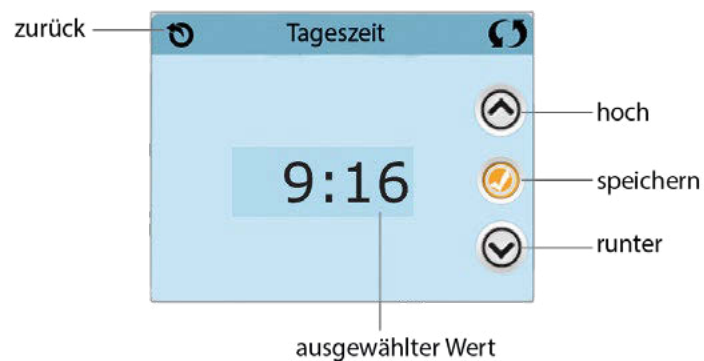 zurück
Tageszeit
hoch
9:16
speichern
runter
ausgewählter Wert